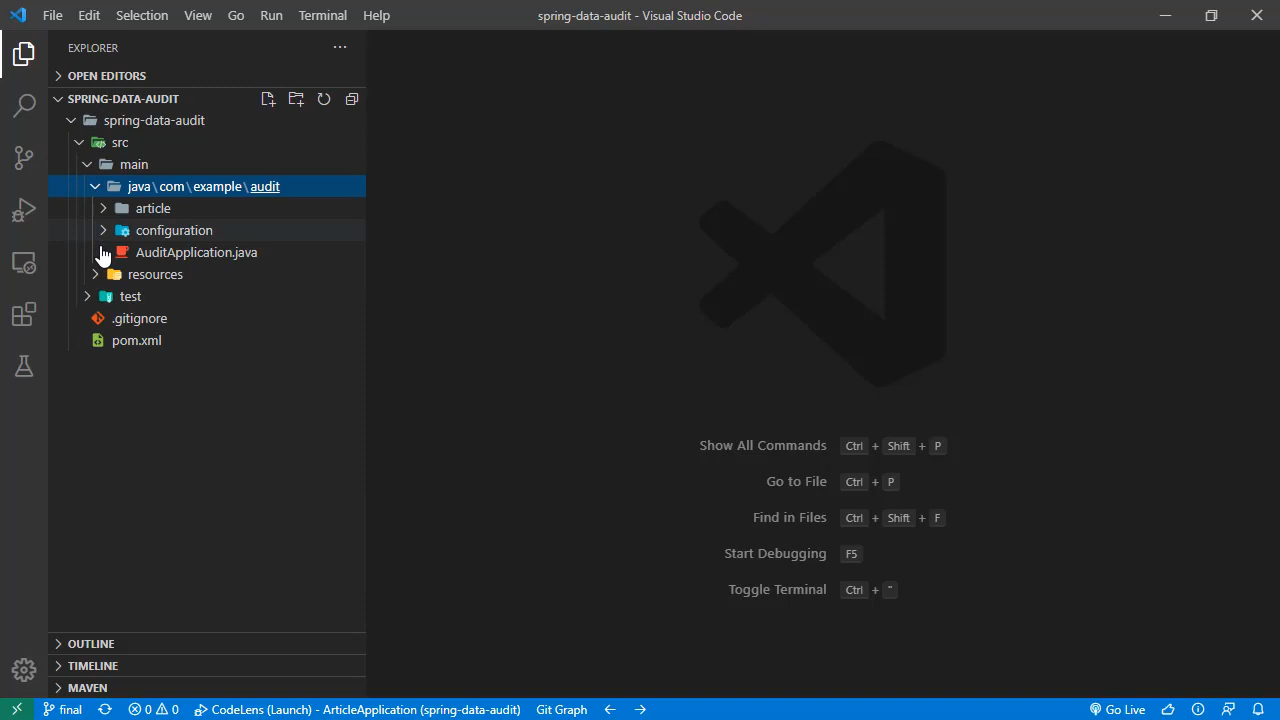 File Edit Selection View Go Run Terminal Help
spring-data-audit - Visual Studio Code
EXPLORER
OPEN EDITORS
SPRING-DATA-AUDIT
spring-data-audit
src
main
java\com\example\audit
article
configuration
AuditApplication.java
resources
test
.gitignore
pom.xml
Show All Commands Ctrl + Shift + P
Go to File Ctrl + P
Find in Files Ctrl + Shift + F
Start Debugging F5
Toggle Terminal Ctrl + ¨
OUTLINE
TIMELINE
MAVEN
final 0 0 CodeLens (Launch) - ArticleApplication (spring-data-audit) Git Graph Go Live